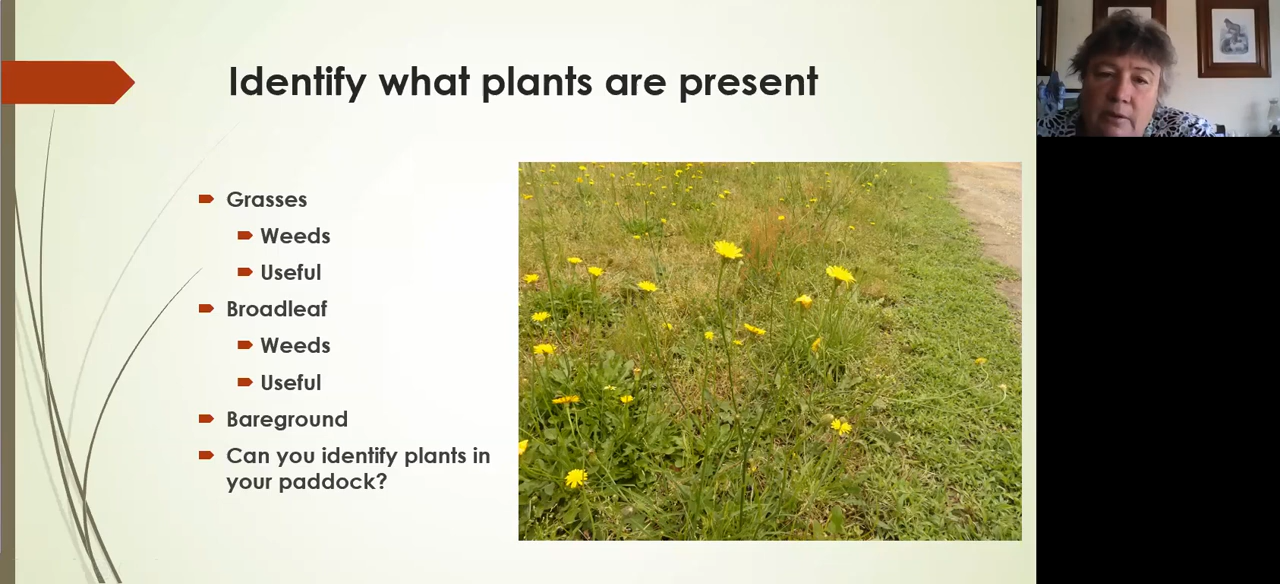 Identify what plants are present
Grasses
Weeds
Useful
Broadleaf
Weeds
Useful
Bareground
Can you identify plants in
your paddock?